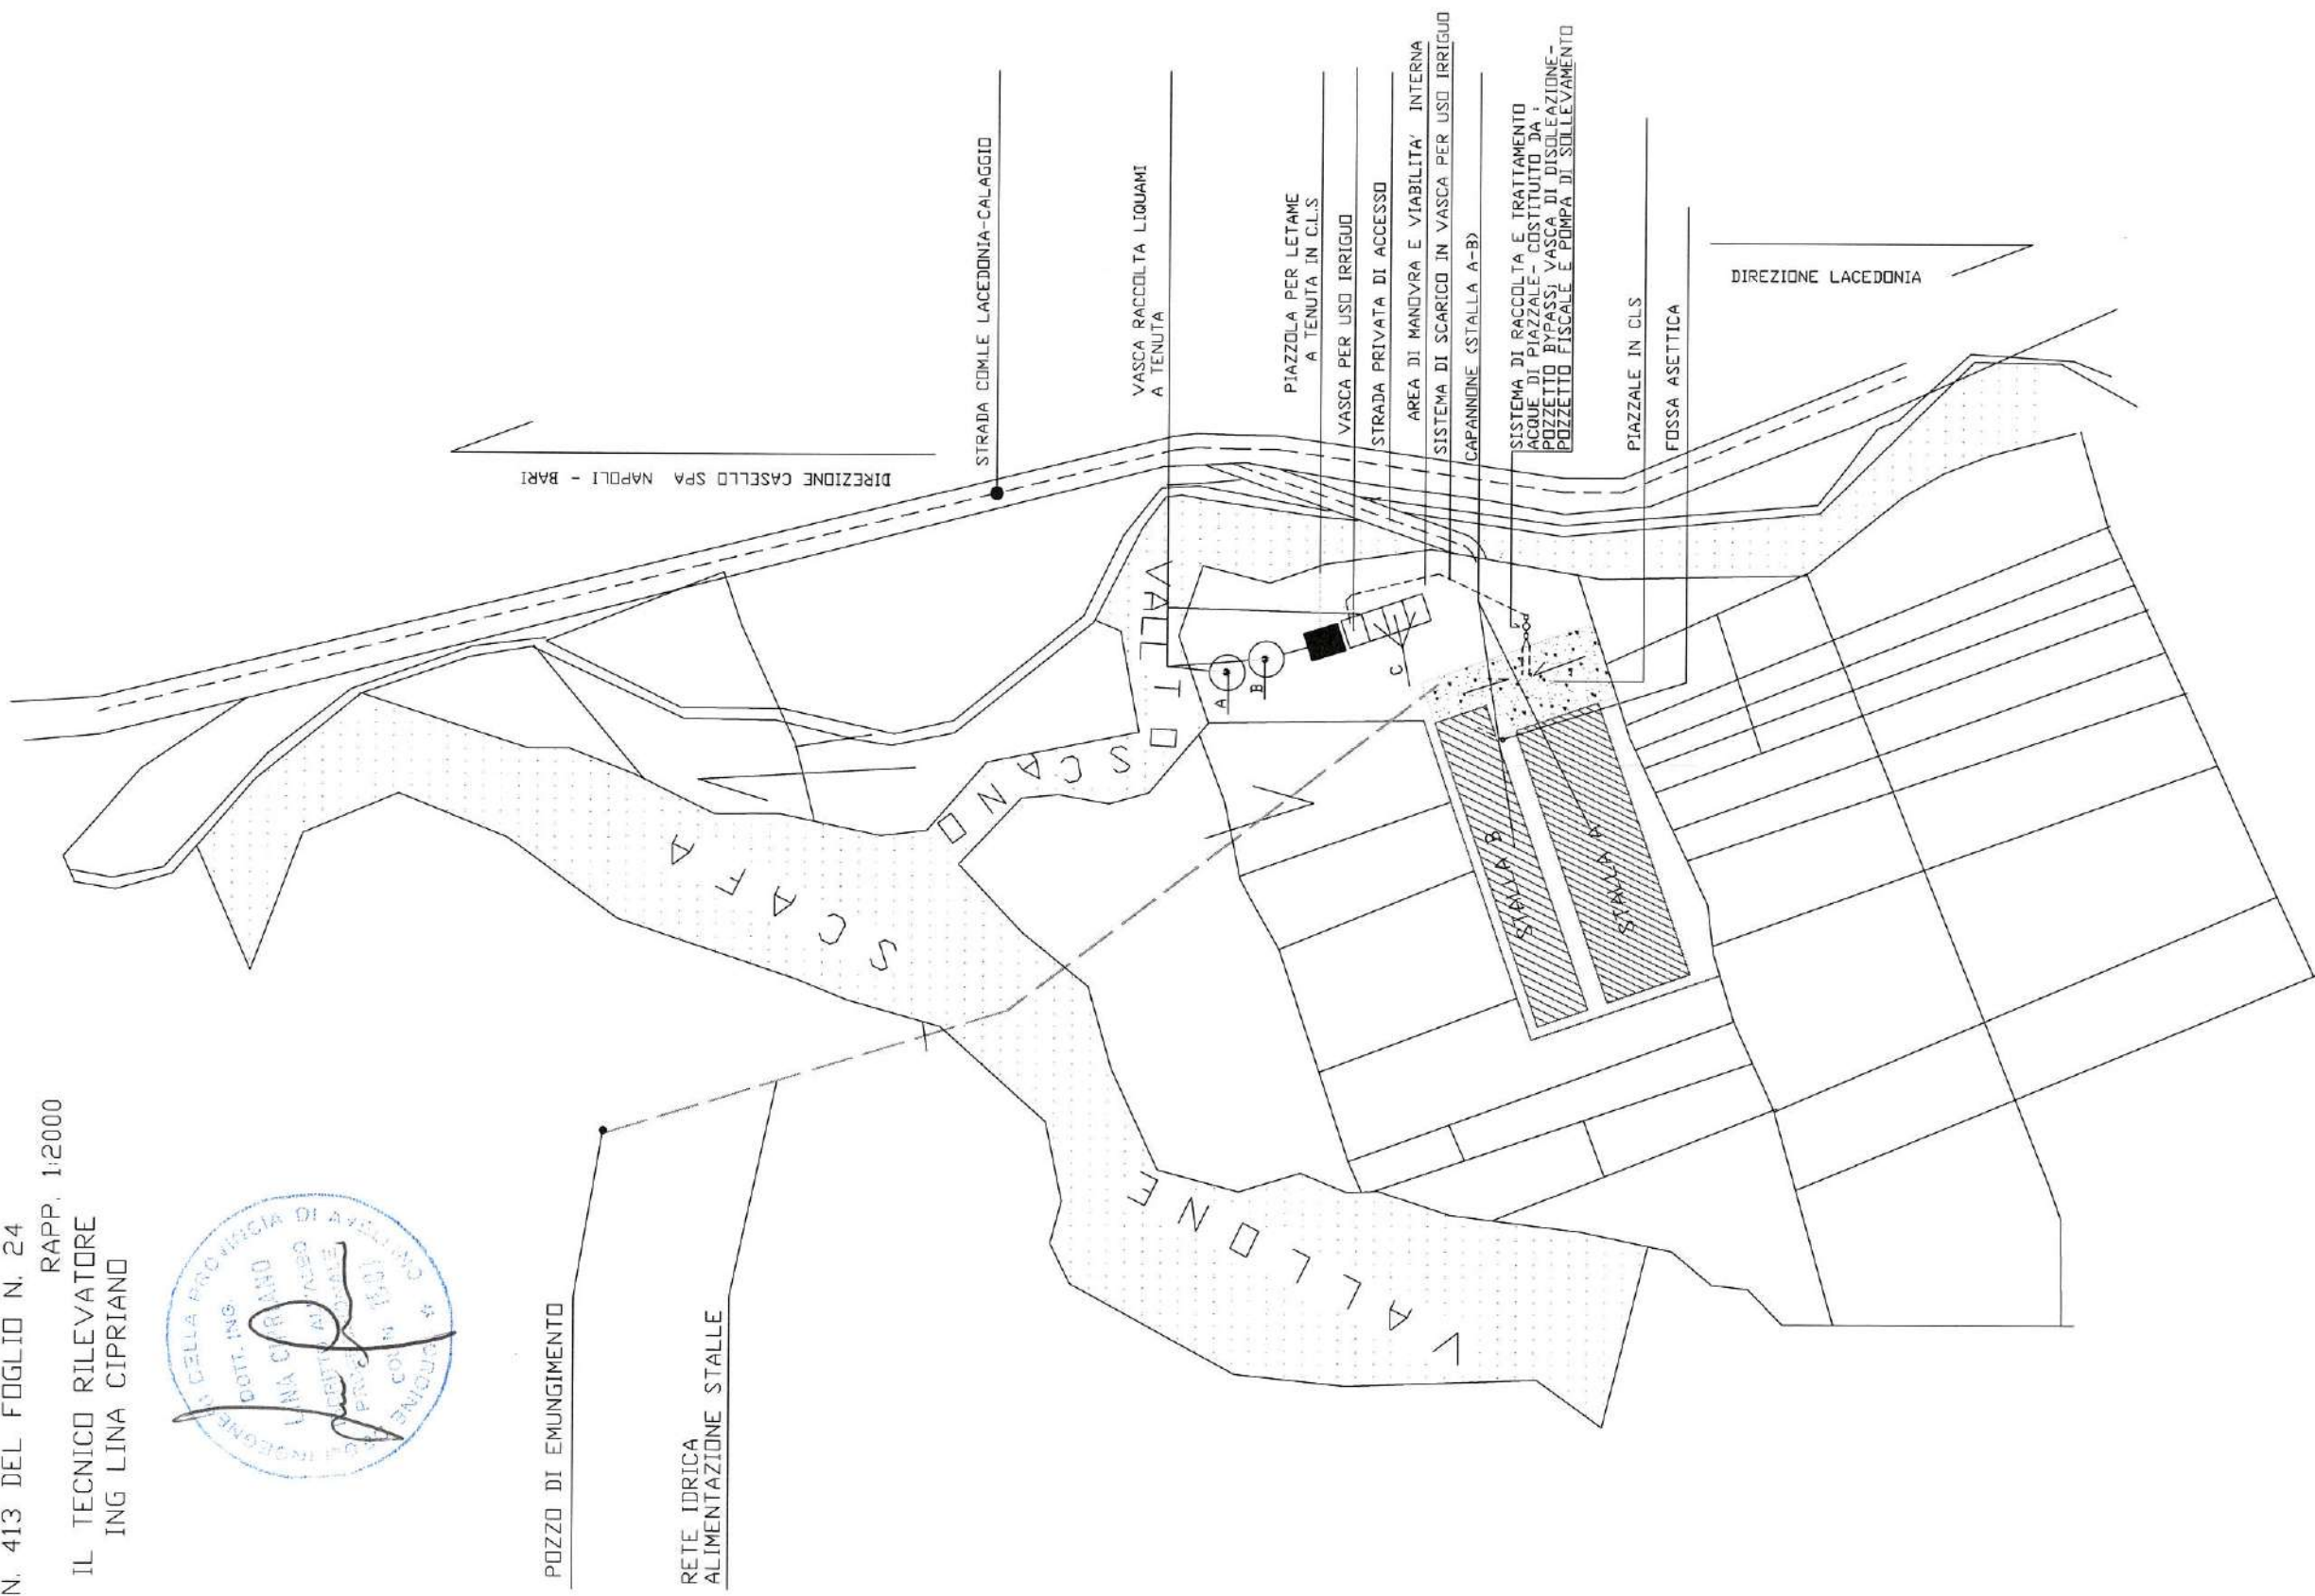 N. 413 DEL FOGLIO N. 24
RAPP. 1:2000
IL TECNICO RILEVATORE
ING LINA CIPRIANO
DOTT. ING.
LINA CIPRIANO
PROVINCIA DI AVELLINO
POZZO DI EMUNGIMENTO
RETE IDRICA
ALIMENTAZIONE STALLE
DIREZIONE CASELLO SPA NAPOLI - BARI
STRADA COM.LE LACEDONIA-CALAGGIO
VASCA RACCOLTA LIQUAMI
A TENUTA
PIAZZOLA PER LETAME
A TENUTA IN C.L.S
VASCA PER USO IRRIGUO
STRADA PRIVATA DI ACCESSO
AREA DI MANOVRA E VIABILITA' INTERNA
SISTEMA DI SCARICO IN VASCA PER USO IRRIGUO
CAPANNONE (STALLA A-B)
SISTEMA DI RACCOLTA E TRATTAMENTO
ACQUE DI PIAZZALE- COSTITUITO DA :
POZZETTO BYPASS; VASCA DI DISOLEAZIONE-
POZZETTO FISCALE E POMPA DI SOLLEVAMENTO
PIAZZALE IN CLS
FOSSA ASETTICA
DIREZIONE LACEDONIA
VALLONE
SCAFA
VALLTO
SCANO
A
B
C
STALLA B
STALLA A